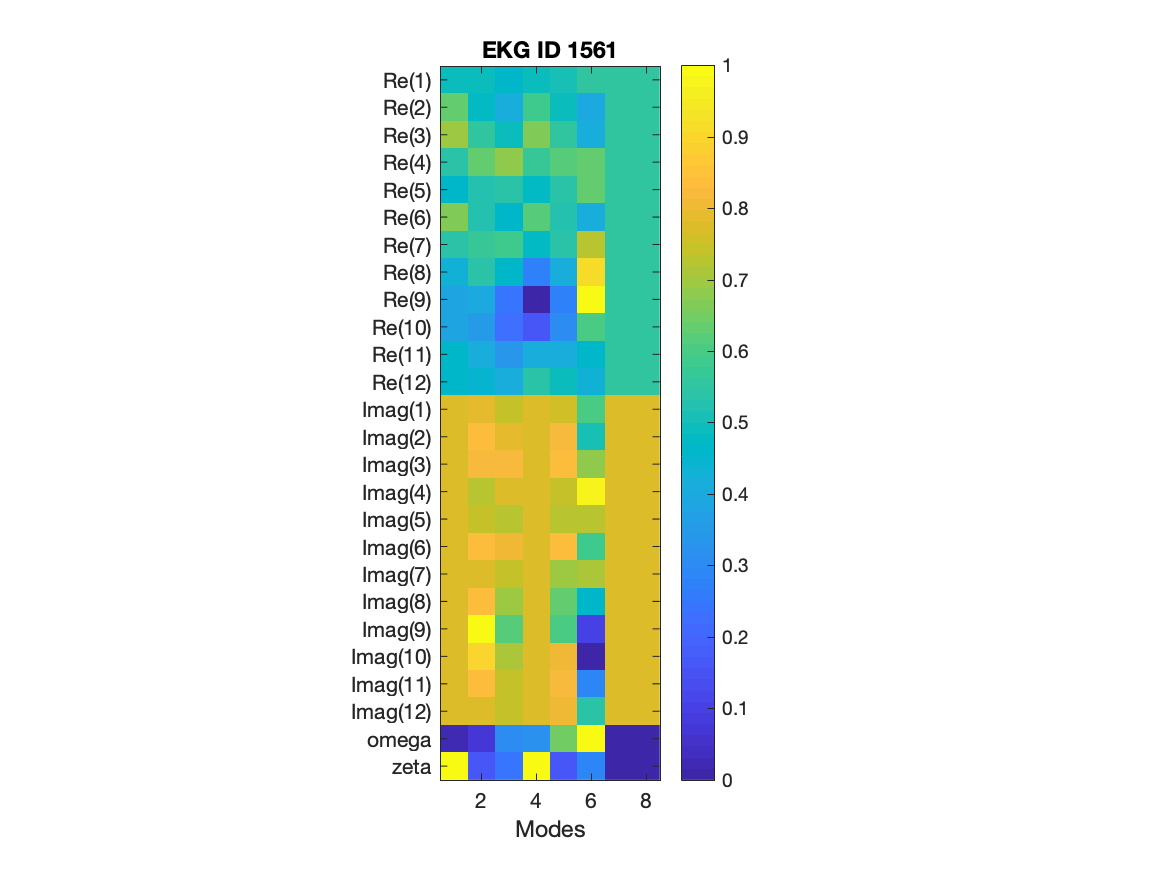 EKG ID 1561
Re(1)
Re(2)
Re(3)
Re(4)
Re(5)
Re(6)
Re(7)
Re(8)
Re(9)
Re(10)
Re(11)
Re(12)
Imag(1)
Imag(2)
Imag(3)
Imag(4)
Imag(5)
Imag(6)
Imag(7)
Imag(8)
Imag(9)
Imag(10)
Imag(11)
Imag(12)
omega
zeta
2 4 6 8
Modes
1
0.9
0.8
0.7
0.6
0.5
0.4
0.3
0.2
0.1
0